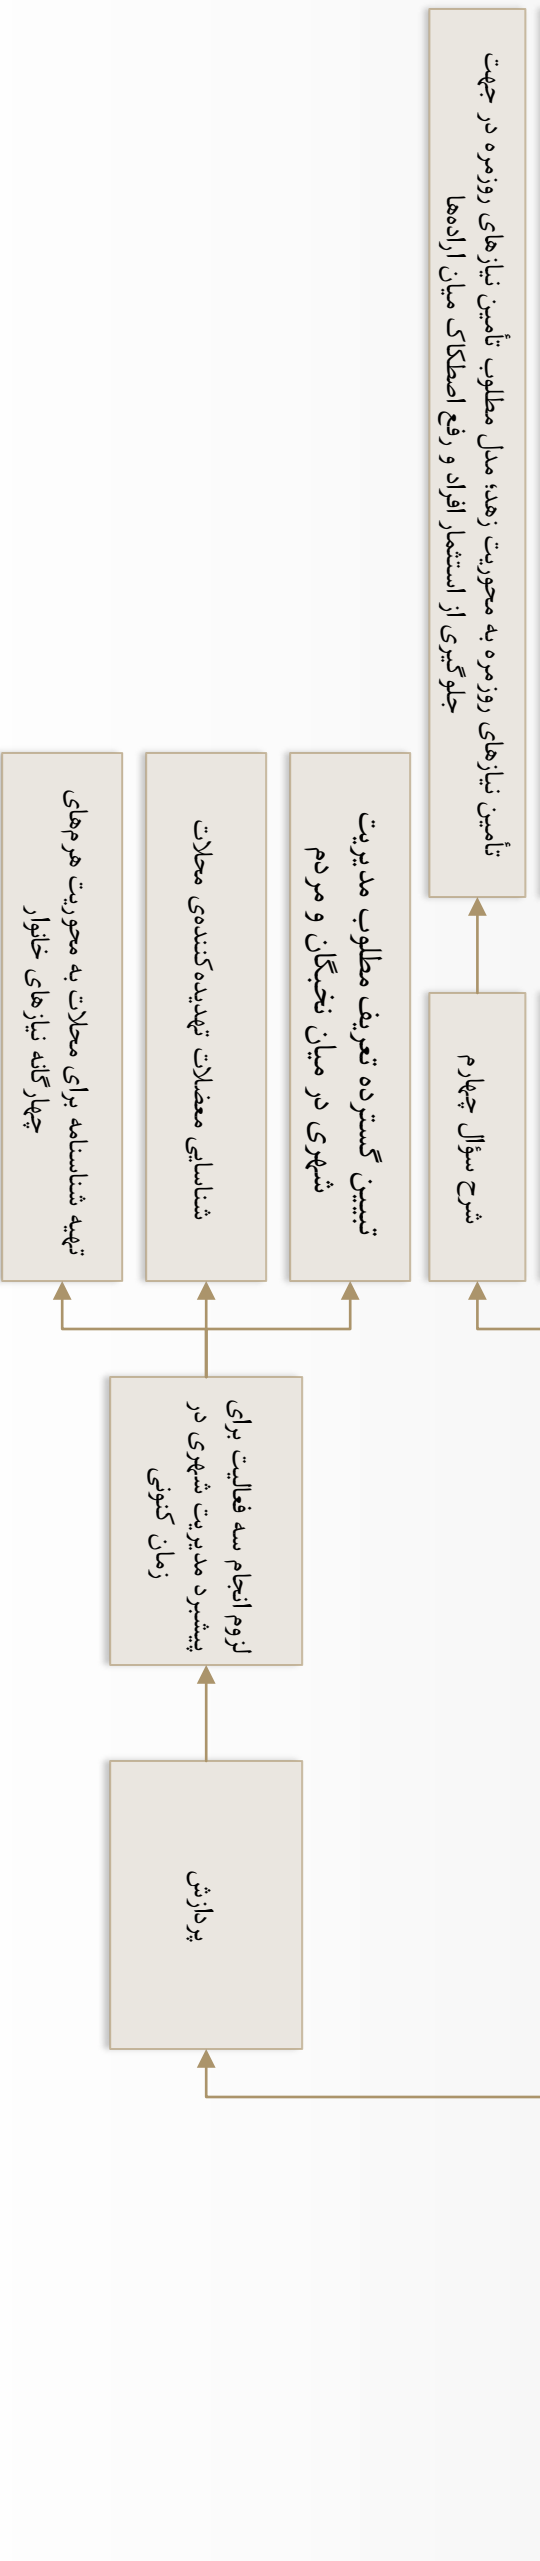 شرح سؤال چهارم
تأمین نیازهای روزمره به محوریت زهد؛ مدل مطلوب تأمین نیازهای روزمره در جهت
جلوگیری از استثمار افراد و رفع اصطکاک میان اراده‌ها
پردازش
لزوم انجام سه فعالیت برای
پیشبرد مدیریت شهری در
زمان کنونی
تبیین گسترده تعریف مطلوب مدیریت
شهری در میان نخبگان و مردم
شناسایی معضلات تهدیدکننده‌ی محلات
تهیه شناسنامه برای محلات به محوریت هرم‌های
چهارگانه نیازهای خانوار